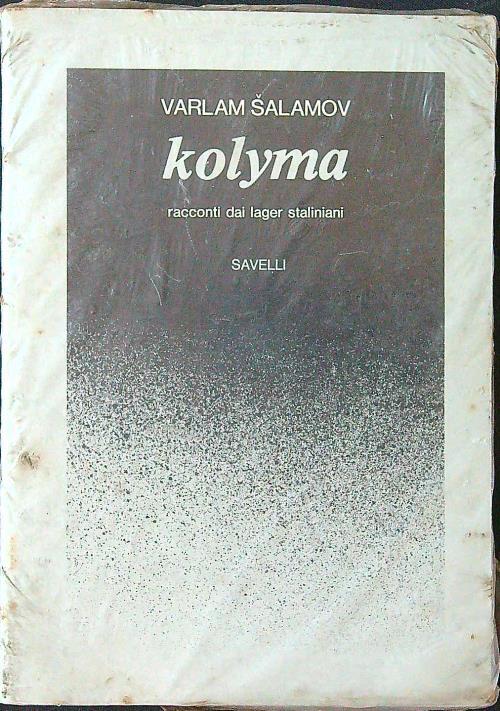 VARLAM ŠALAMOV
kolyma
racconti dai lager staliniani
SAVELLI